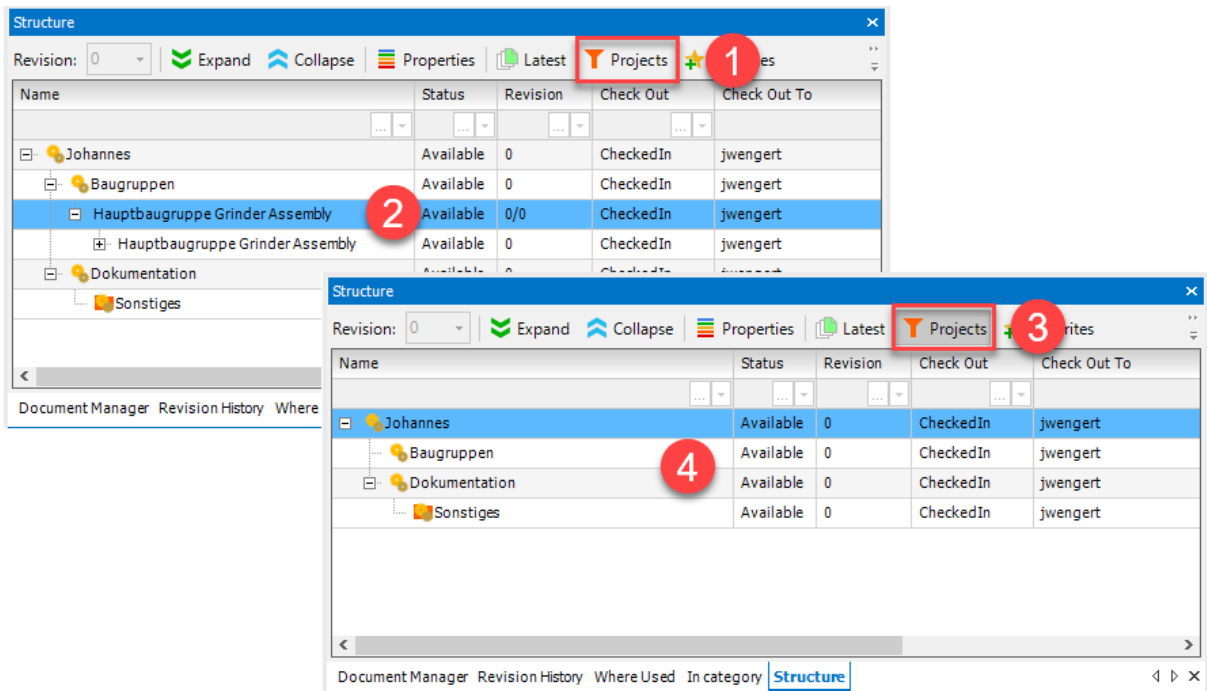 Structure
Revision: 0 Expand Collapse Properties Latest Projects 1
Name Status Revision Check Out Check Out To
... ... ... ...
Johannes Available 0 CheckedIn jwengert
Baugruppen Available 0 CheckedIn jwengert
Hauptbaugruppe Grinder Assembly 2 Available 0/0 CheckedIn jwengert
Hauptbaugruppe Grinder Assembly Available 0 CheckedIn jwengert
Dokumentation
Sonstiges
Document Manager Revision History Where
Structure
Revision: 0 Expand Collapse Properties Latest Projects 3
Name Status Revision Check Out Check Out To
... ... ... ...
Johannes Available 0 CheckedIn jwengert
Baugruppen 4 Available 0 CheckedIn jwengert
Dokumentation Available 0 CheckedIn jwengert
Sonstiges Available 0 CheckedIn jwengert
Document Manager Revision History Where Used In category Structure